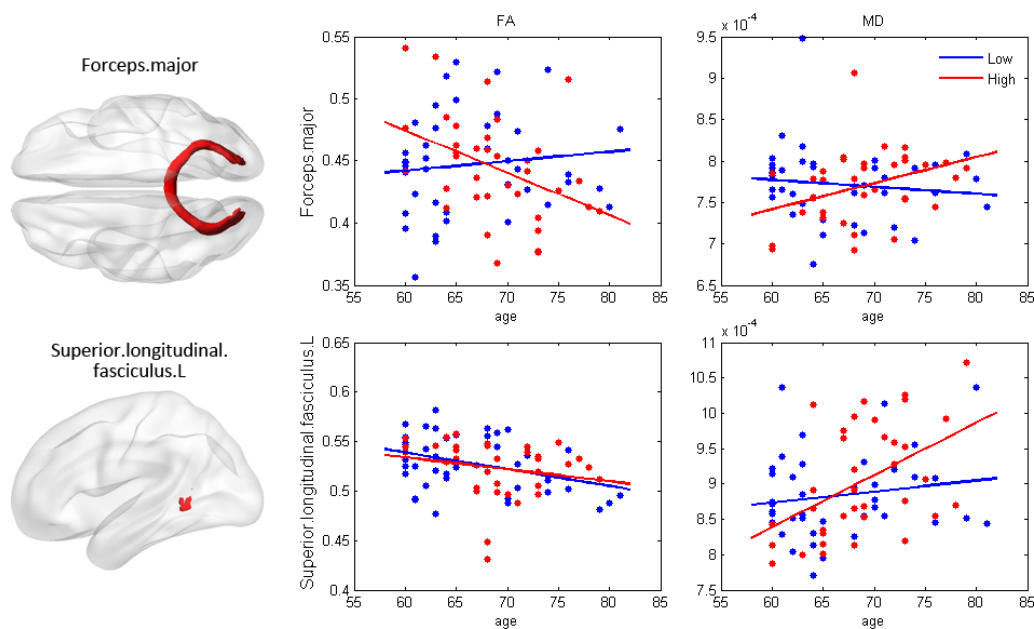 Forceps.major
FA
Forceps.major
0.55
0.5
0.45
0.4
0.35
55 60 65 70 75 80 85
age
x 10-4
MD
9.5
9
8.5
8
7.5
7
6.5
Low
High
55 60 65 70 75 80 85
age
Superior.longitudinal.
fasciculus.L
Superior.longitudinal.fasciculus.L
0.65
0.6
0.55
0.5
0.45
0.4
55 60 65 70 75 80 85
age
x 10-4
11
10.5
10
9.5
9
8.5
8
7.5
55 60 65 70 75 80 85
age